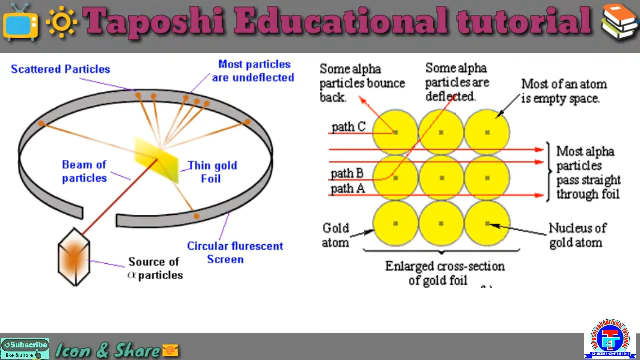 Taposhi Educational tutorial
Scattered Particles
Most particles
are undeflected
Beam of
particles
Thin gold
Foil
Circular flurescent
Screen
Source of
α particles
Some alpha
particles bounce
back.
Some alpha
particles are
deflected.
Most of an atom
is empty space.
path C
path B
path A
Most alpha
particles
pass straight
through foil
Gold
atom
Nucleus of
gold atom
Enlarged cross-section
of gold foil
Subscribe
Icon & Share